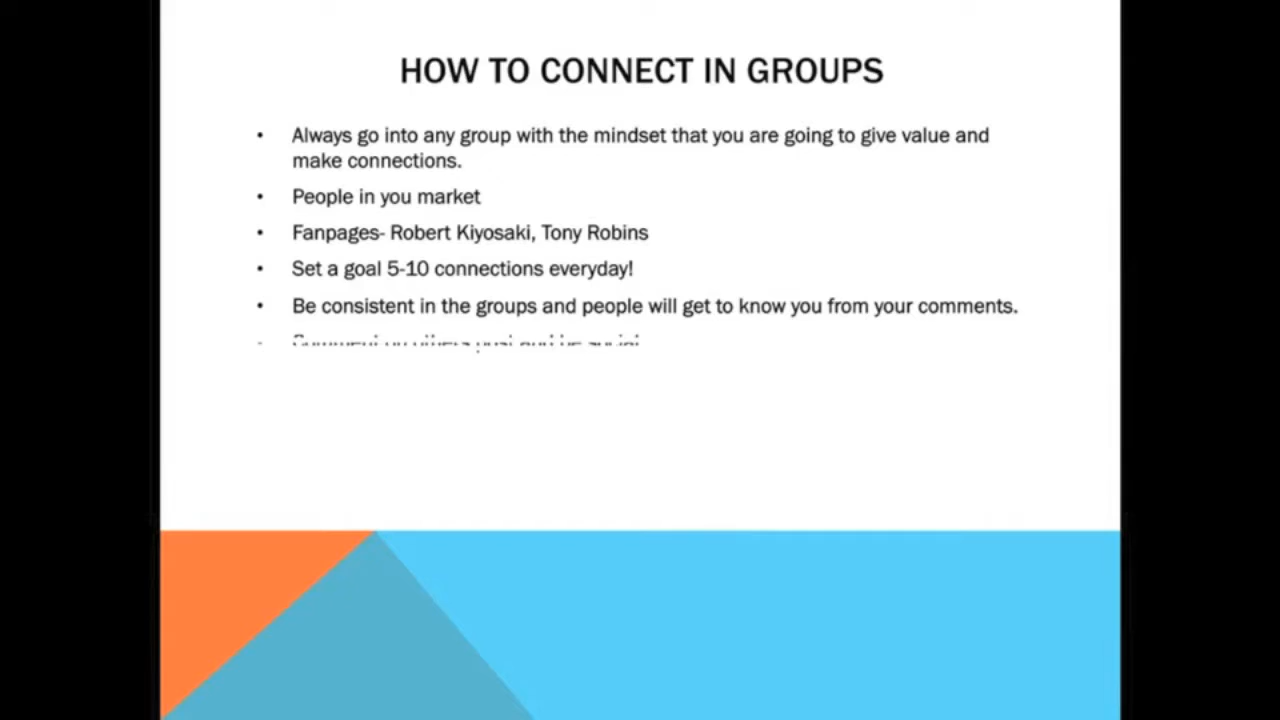 HOW TO CONNECT IN GROUPS
• Always go into any group with the mindset that you are going to give value and
make connections.
• People in you market
• Fanpages- Robert Kiyosaki, Tony Robins
• Set a goal 5-10 connections everyday!
• Be consistent in the groups and people will get to know you from your comments.